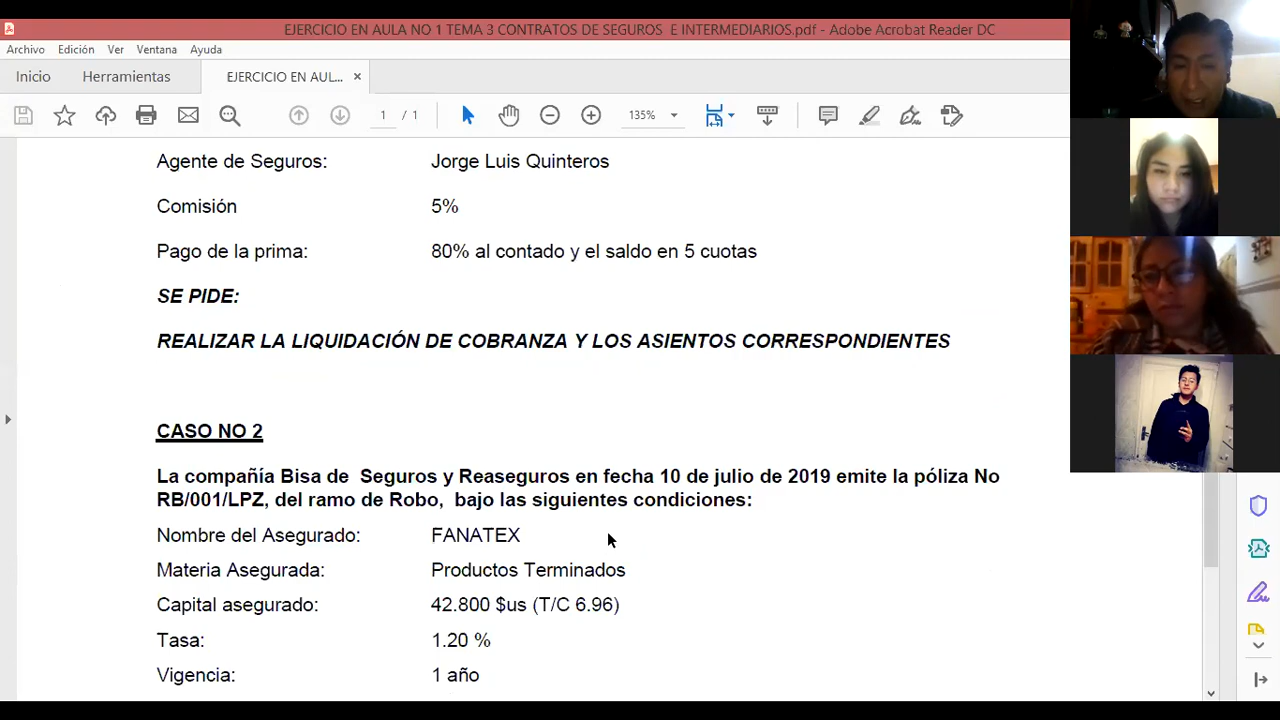 EJERCICIO EN AULA NO 1 TEMA 3 CONTRATOS DE SEGUROS E INTERMEDIARIOS.pdf - Adobe Acrobat Reader DC
Archivo Edición Ver Ventana Ayuda
Inicio Herramientas EJERCICIO EN AUL... ×
1 / 1 135%
Agente de Seguros: Jorge Luis Quinteros
Comisión 5%
Pago de la prima: 80% al contado y el saldo en 5 cuotas
SE PIDE:
REALIZAR LA LIQUIDACIÓN DE COBRANZA Y LOS ASIENTOS CORRESPONDIENTES
CASO NO 2
La compañía Bisa de Seguros y Reaseguros en fecha 10 de julio de 2019 emite la póliza No
RB/001/LPZ, del ramo de Robo, bajo las siguientes condiciones:
Nombre del Asegurado: FANATEX
Materia Asegurada: Productos Terminados
Capital asegurado: 42.800 $us (T/C 6.96)
Tasa: 1.20 %
Vigencia: 1 año